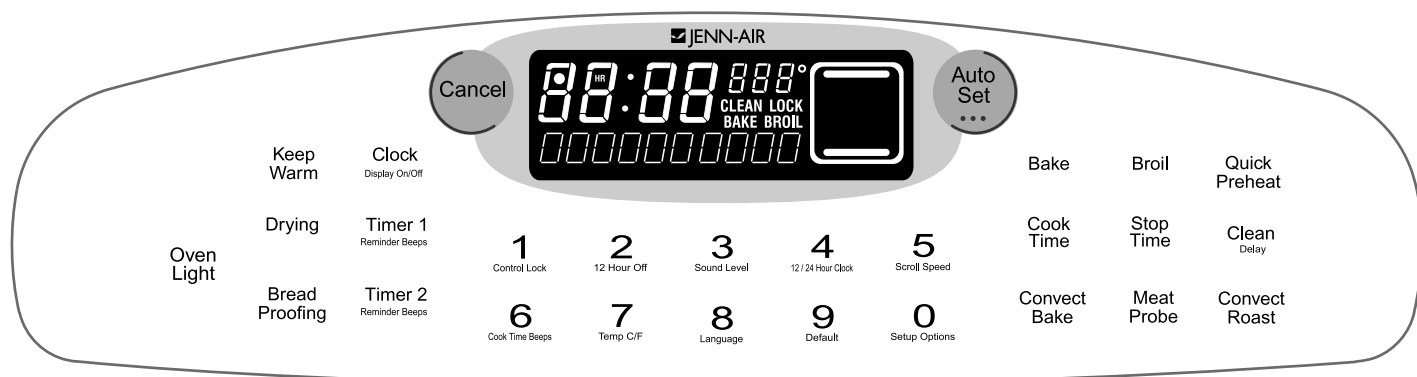 JENN-AIR
Cancel
88:88 888°
HR
CLEAN LOCK
BAKE BROIL
0000000000
Auto
Set
Keep
Warm
Clock
Display On/Off
Drying
Timer 1
Reminder Beeps
Oven
Light
Bread
Proofing
Timer 2
Reminder Beeps
1
Control Lock
2
12 Hour Off
3
Sound Level
4
12 / 24 Hour Clock
5
Scroll Speed
6
Cook Time Beeps
7
Temp C/F
8
Language
9
Default
0
Setup Options
Bake
Broil
Quick
Preheat
Cook
Time
Stop
Time
Clean
Delay
Convect
Bake
Meat
Probe
Convect
Roast